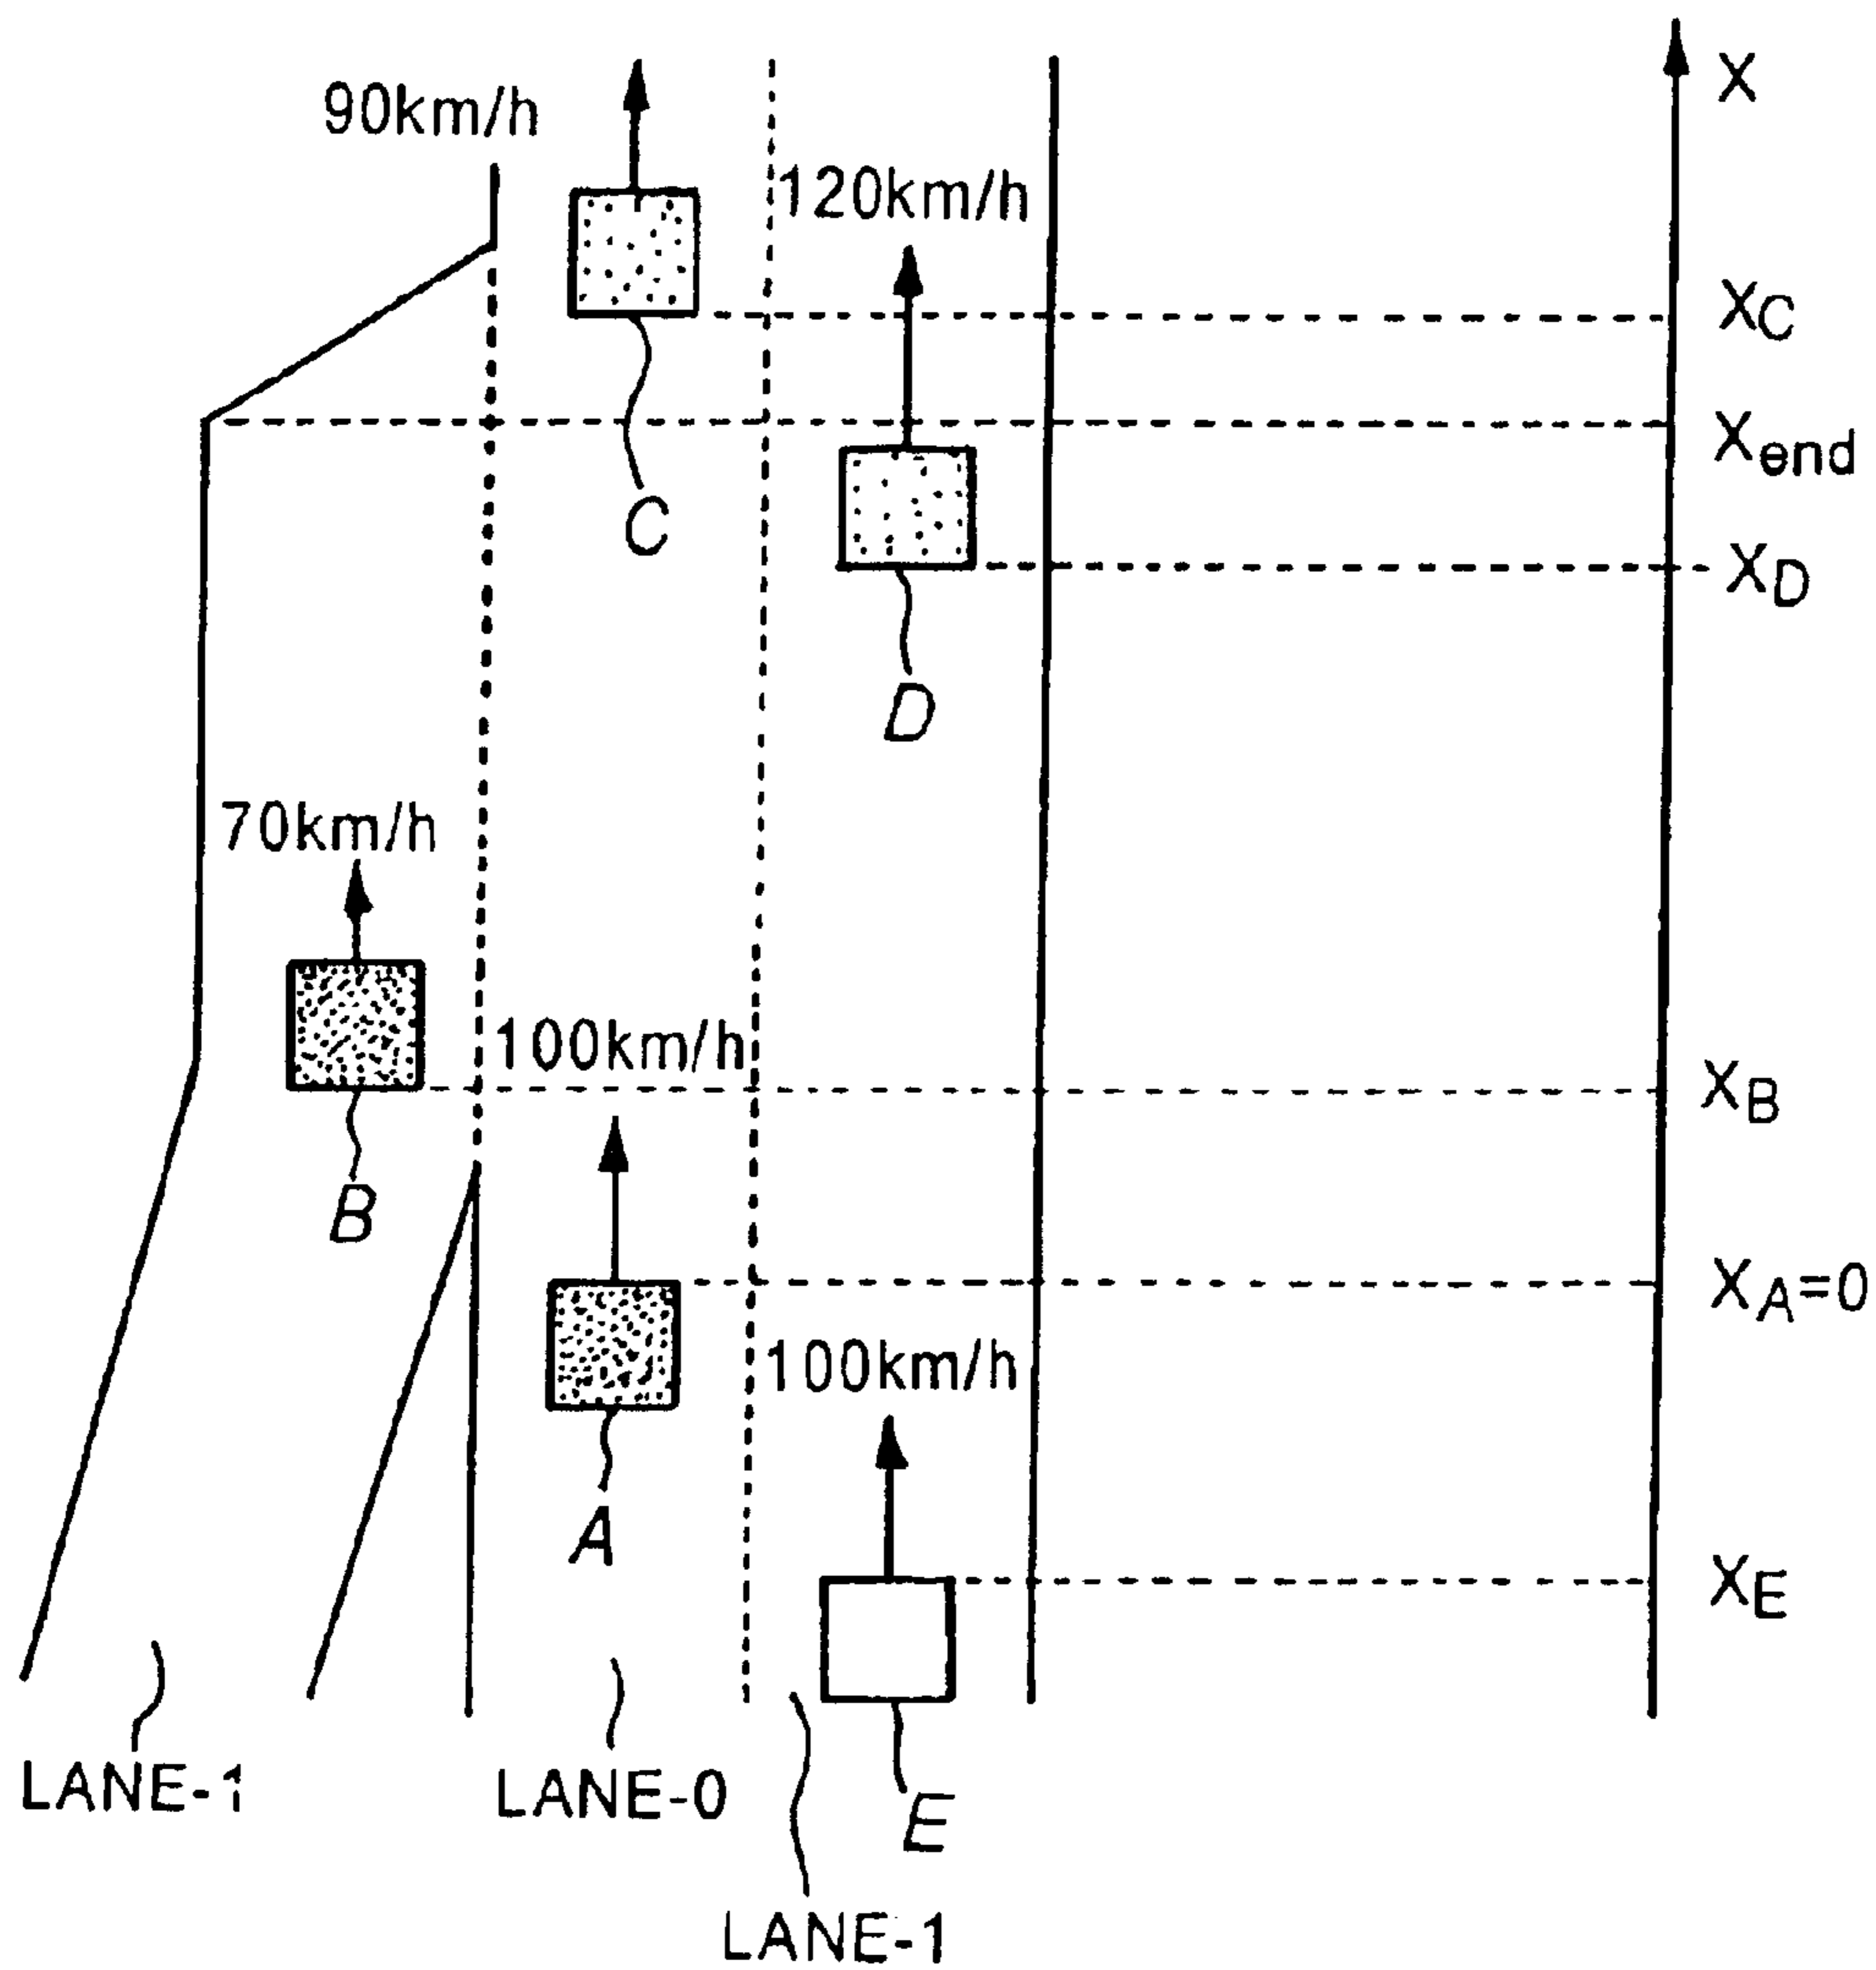 X
90km/h
120km/h
XC
Xend
C
XD
D
70km/h
100km/h
XB
B
XA=0
100km/h
A
XE
LANE-1
LANE-0
E
LANE-1